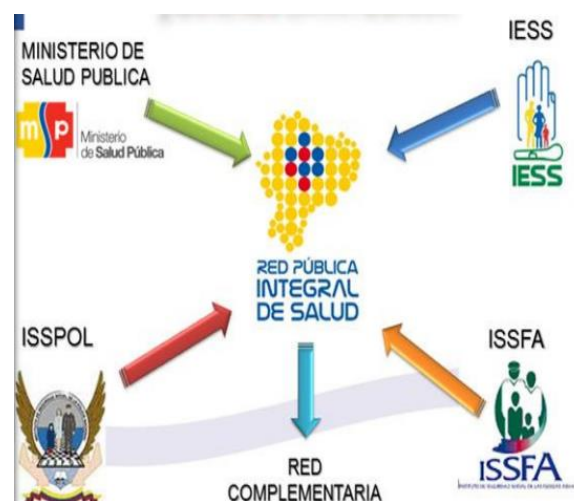 MINISTERIO DE
SALUD PUBLICA
msp
Ministerio
de Salud Pública
IESS
IESS
RED PÚBLICA
INTEGRAL
DE SALUD
ISSPOL
ISSFA
ISSFA
RED
COMPLEMENTARIA